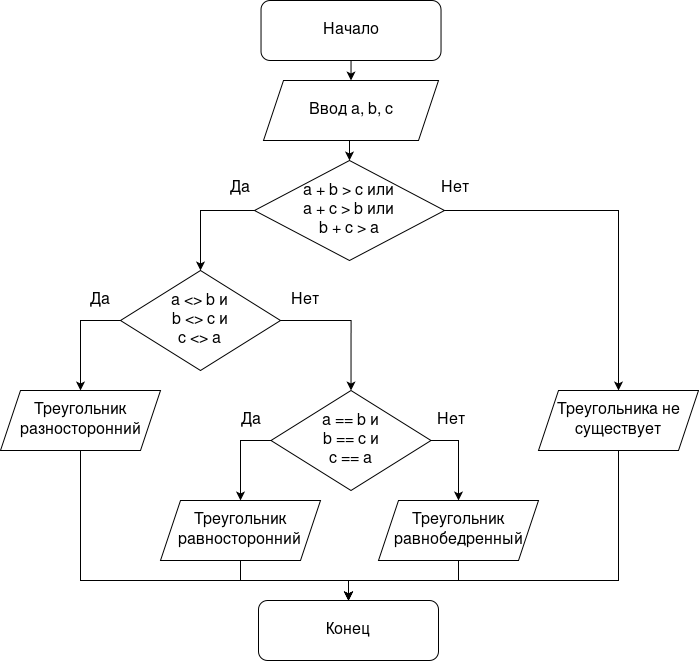 Начало
Ввод a, b, c
Да
Нет
a + b > c или
a + c > b или
b + c > a
Да
Нет
a <> b и
b <> c и
c <> a
Треугольник
разносторонний
Да
Нет
a == b и
b == c и
c == a
Треугольника не
существует
Треугольник
равносторонний
Треугольник
равнобедренный
Конец